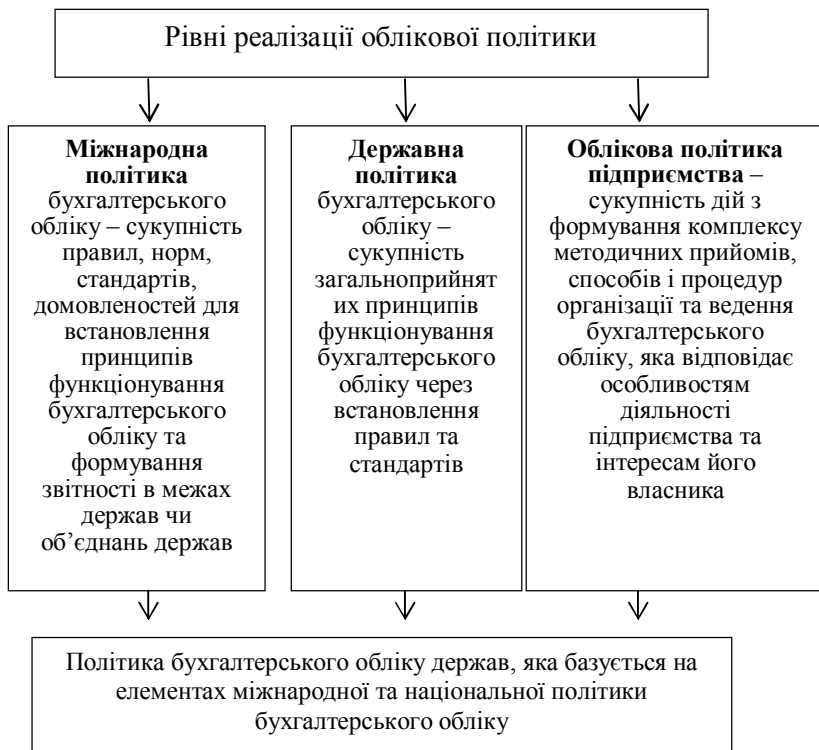 Рівні реалізації облікової політики
Міжнародна
політика
бухгалтерського
обліку – сукупність
правил, норм,
стандартів,
домовленостей для
встановлення
принципів
функціонування
бухгалтерського
обліку та
формування
звітності в межах
держав чи
об’єднань держав
Державна
політика
бухгалтерського
обліку –
сукупність
загальноприйнят
их принципів
функціонування
бухгалтерського
обліку через
встановлення
правил та
стандартів
Облікова політика
підприємства –
сукупність дій з
формування комплексу
методичних прийомів,
способів і процедур
організації та ведення
бухгалтерського
обліку, яка відповідає
особливостям
діяльності
підприємства та
інтересам його
власника
Політика бухгалтерського обліку держав, яка базується на
елементах міжнародної та національної політики
бухгалтерського обліку